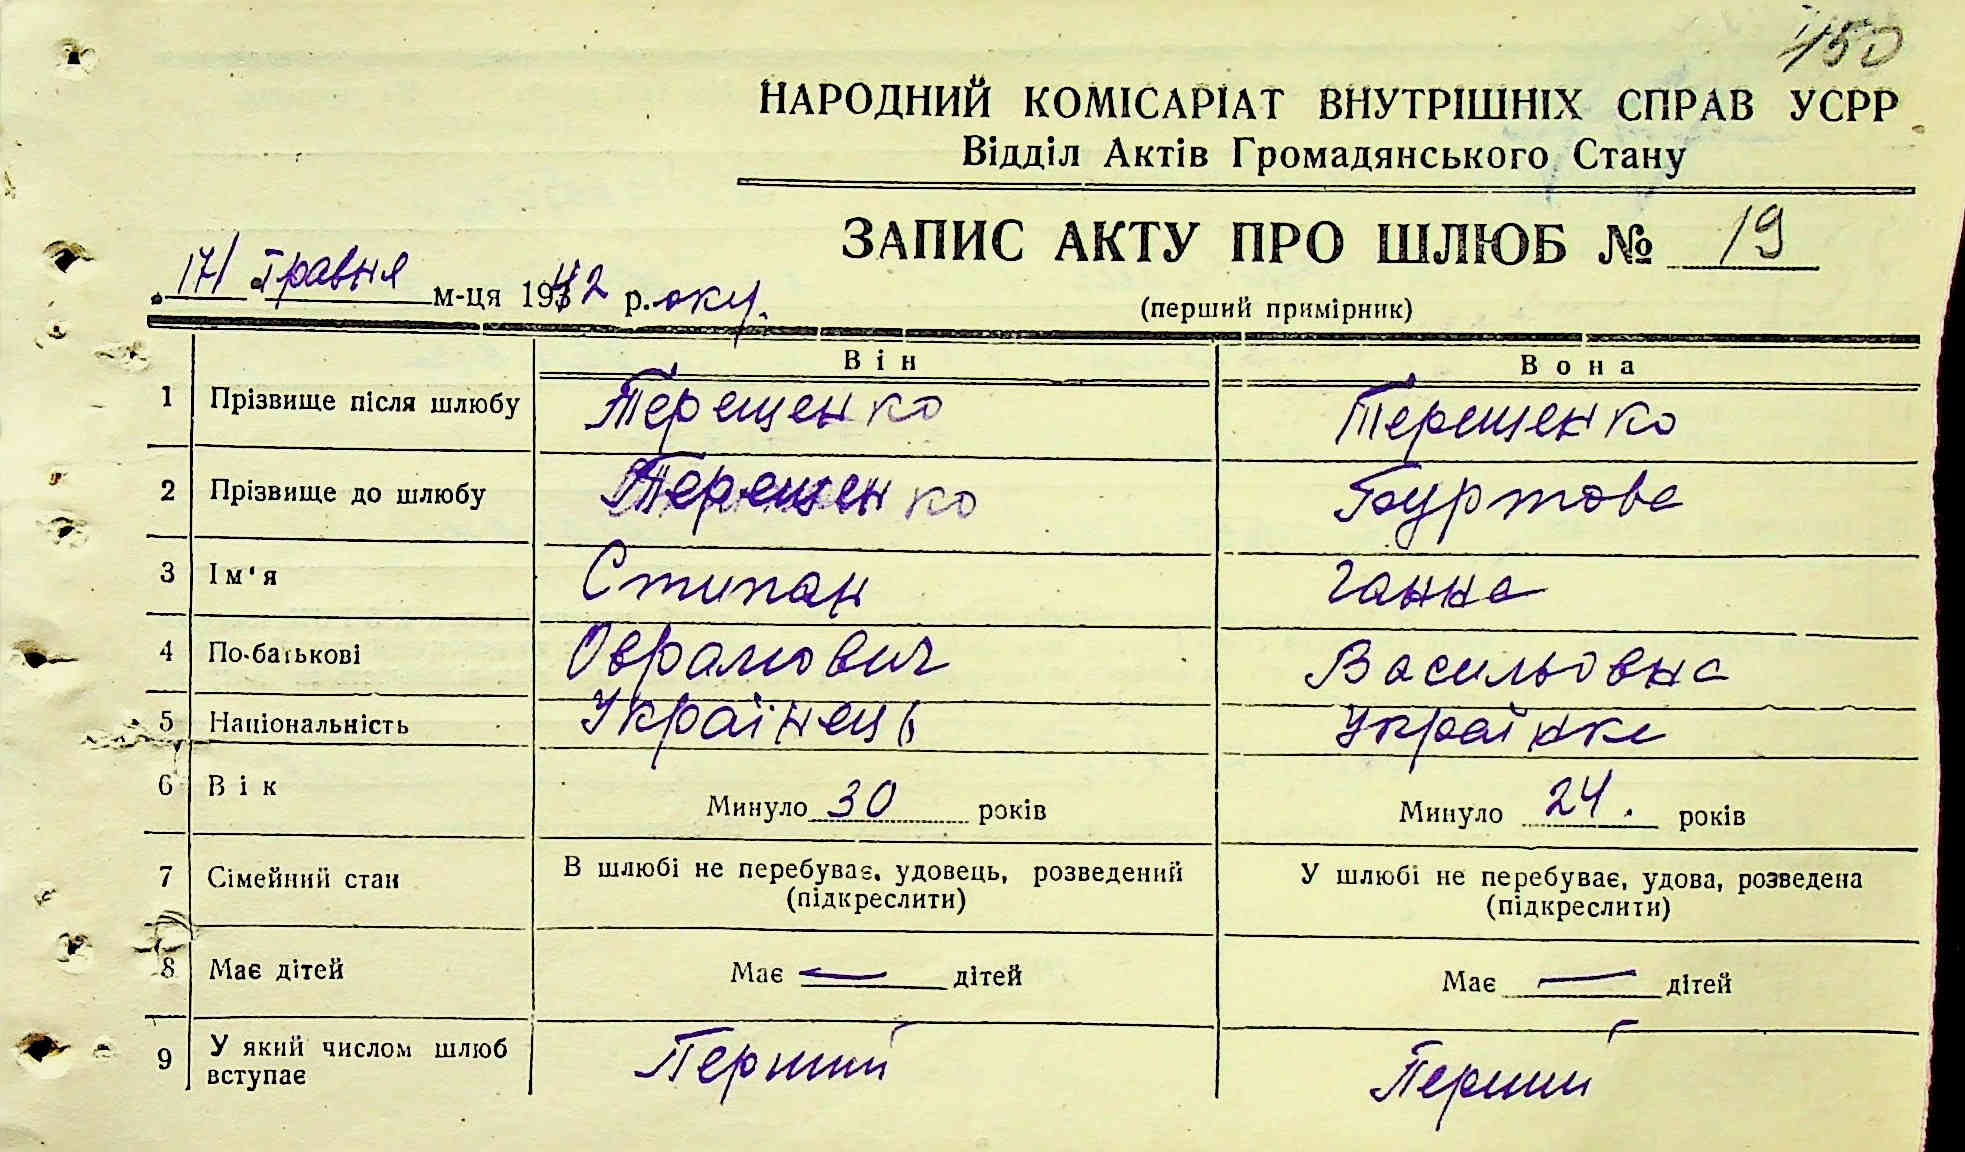 450
НАРОДНИЙ КОМІСАРІАТ ВНУТРІШНІХ СПРАВ УСРР
Відділ Актів Громадянського Стану
ЗАПИС АКТУ ПРО ШЛЮБ № 19
17/ Травня м-ця 1942 р.оку.
(перший примірник)
Він Вона
1 Прізвище після шлюбу Терещенко Терещенко
2 Прізвище до шлюбу Терещенко Буртова
3 Ім'я Стипан Ганна
4 По-батькові Оврамович Васильовна
5 Національність Українець Українка
6 Вік Минуло 30 років Минуло 24. років
7 Сімейний стан В шлюбі не перебуває, удовець, розведений У шлюбі не перебуває, удова, розведена
(підкреслити) (підкреслити)
8 Має дітей Має — дітей Має — дітей
9 У який числом шлюб Перший Перший
вступає